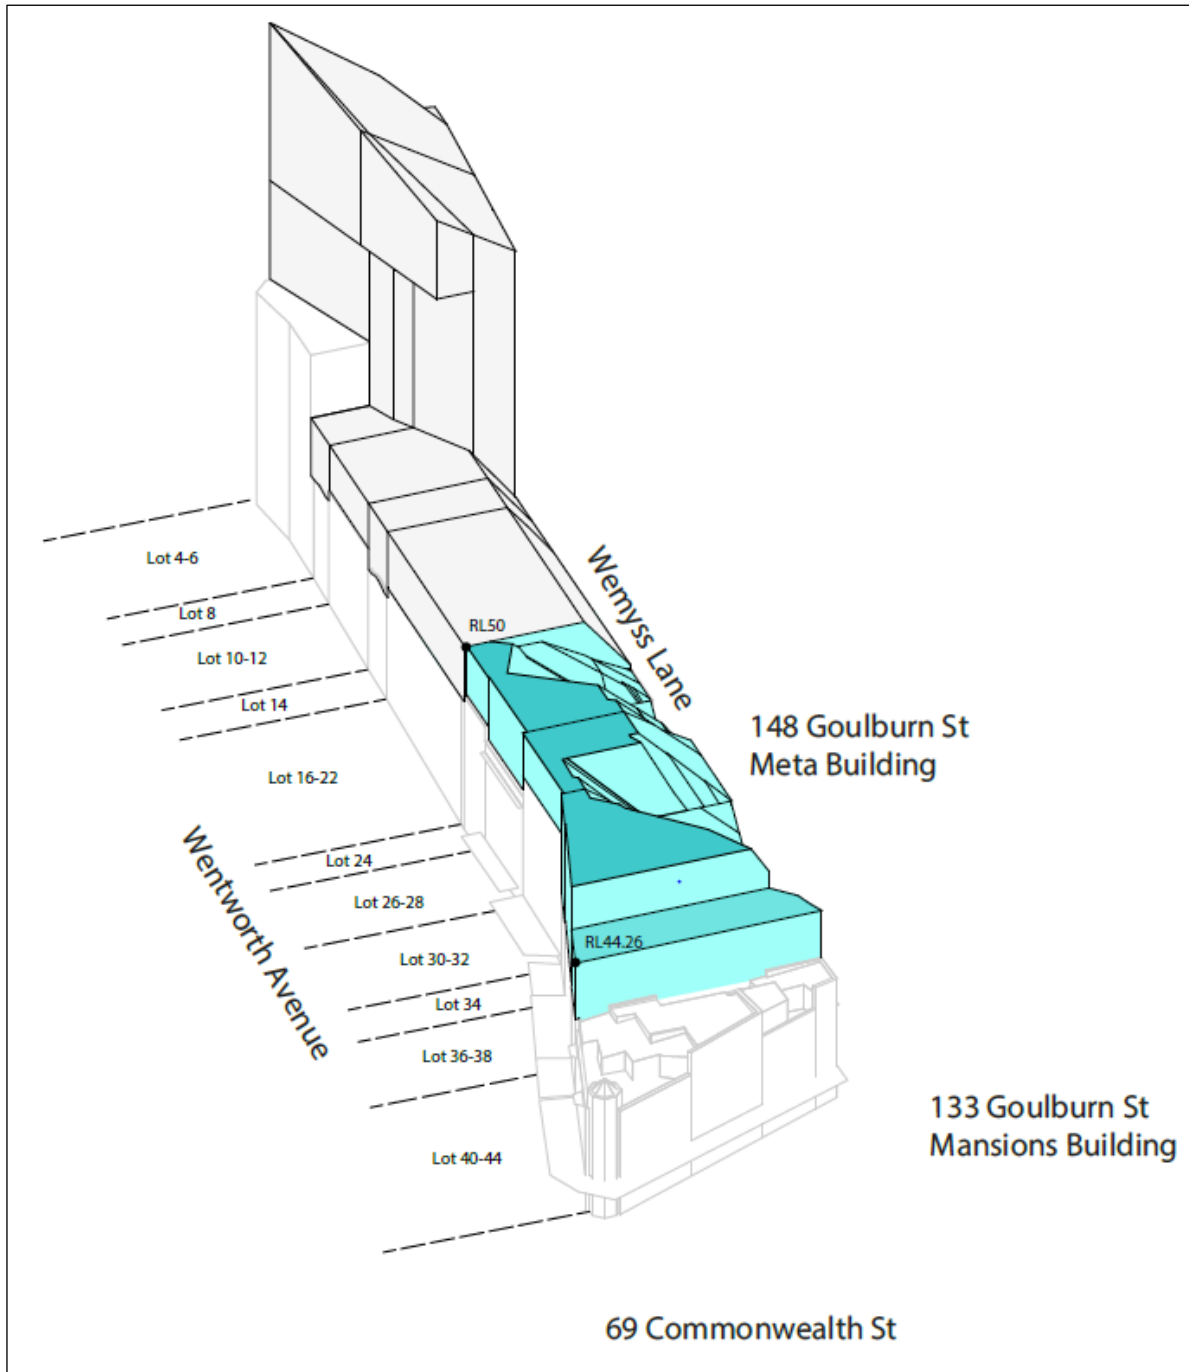 Lot 4-6
Lot 8
Lot 10-12
Lot 14
Lot 16-22
Lot 24
Lot 26-28
Lot 30-32
Lot 34
Lot 36-38
Lot 40-44
RL50
RL44.26
Wemyss Lane
Wentworth Avenue
148 Goulburn St
Meta Building
133 Goulburn St
Mansions Building
69 Commonwealth St